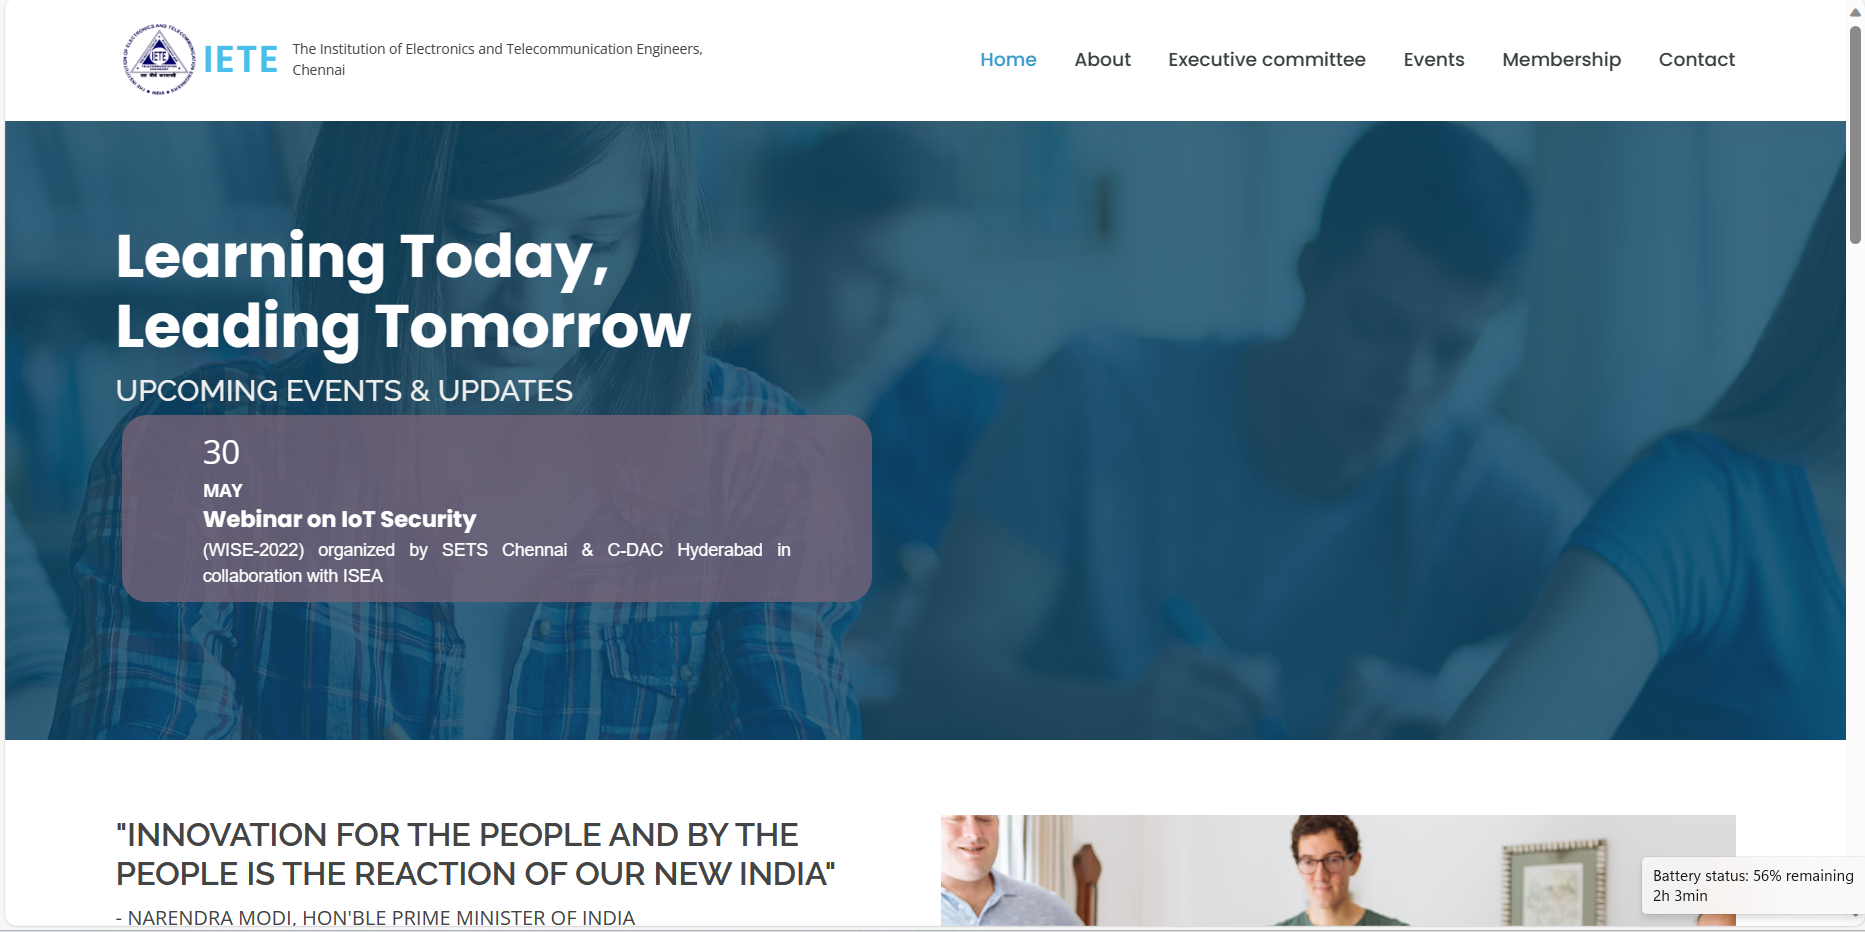 IETE
The Institution of Electronics and Telecommunication Engineers,
Chennai
Home About Executive committee Events Membership Contact
Learning Today,
Leading Tomorrow
UPCOMING EVENTS & UPDATES
30
MAY
Webinar on IoT Security
(WISE-2022) organized by SETS Chennai & C-DAC Hyderabad in
collaboration with ISEA
"INNOVATION FOR THE PEOPLE AND BY THE
PEOPLE IS THE REACTION OF OUR NEW INDIA"
- NARENDRA MODI, HON'BLE PRIME MINISTER OF INDIA
Battery status: 56% remaining
2h 3min